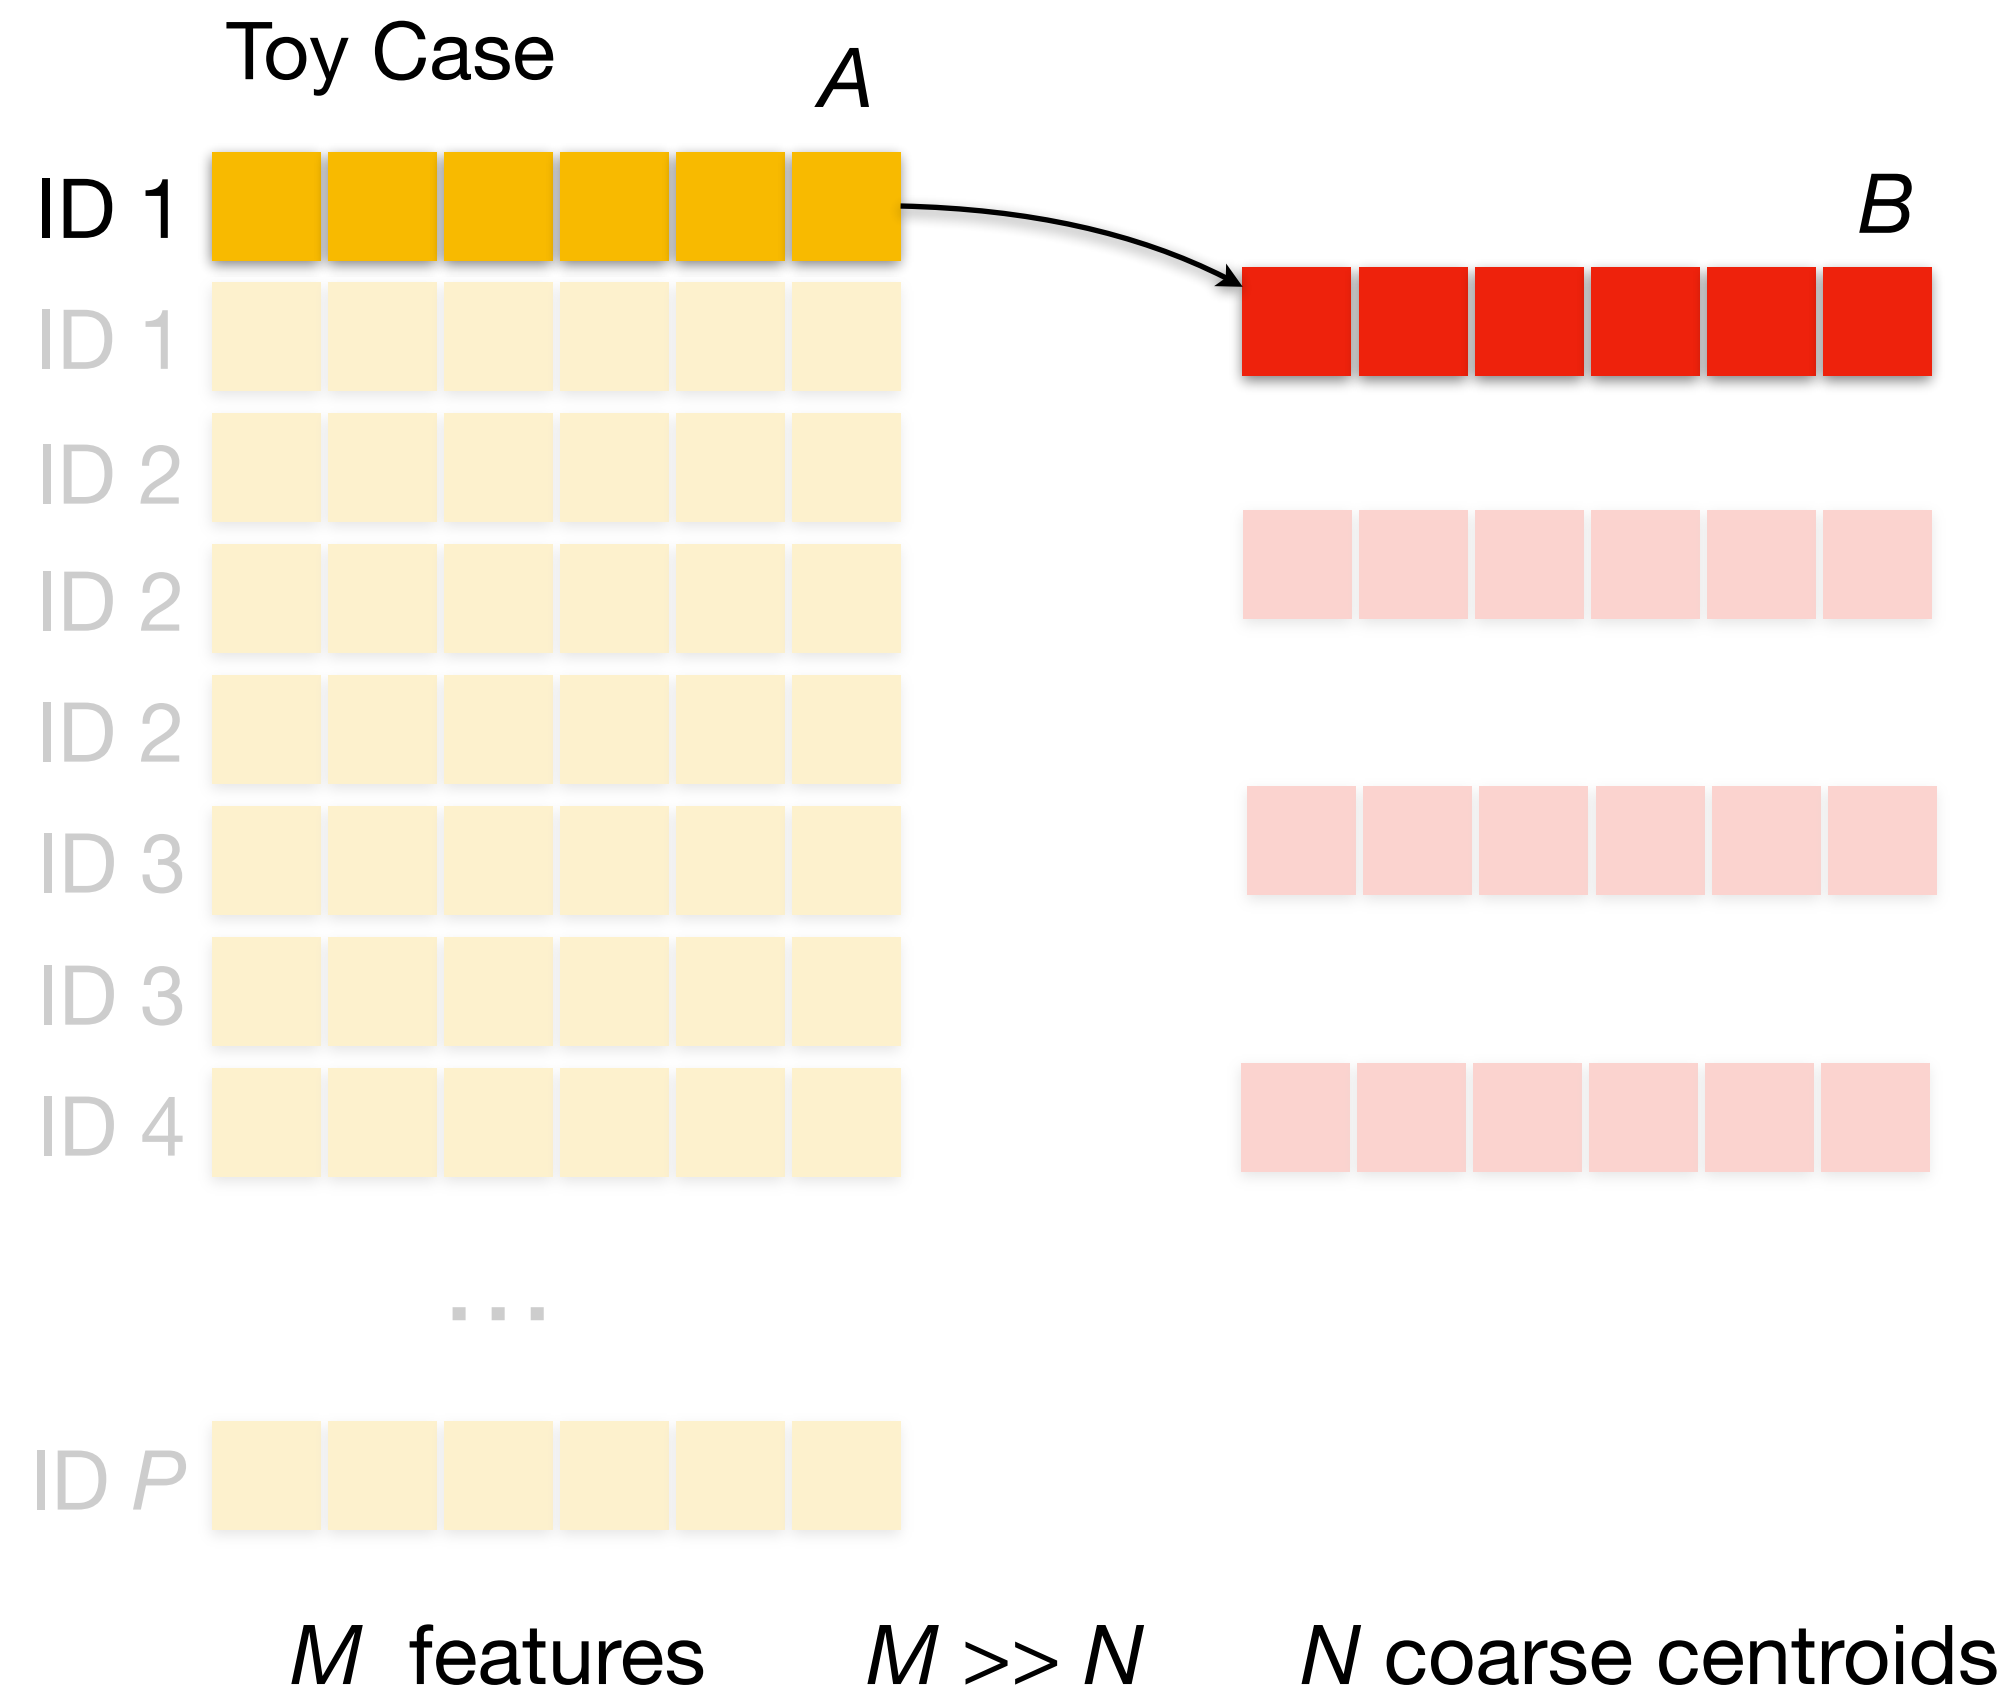 Toy Case
A
B
ID 1
ID 1
ID 2
ID 2
ID 2
ID 3
ID 3
ID 4
...
ID P
M features
M >> N
N coarse centroids